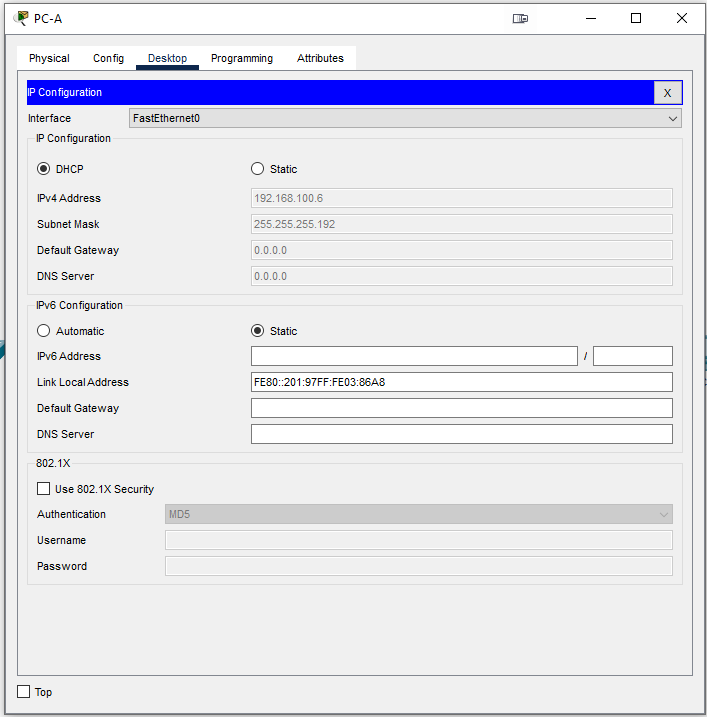 PC-A
Physical Config Desktop Programming Attributes
IP Configuration X
Interface FastEthernet0
IP Configuration
DHCP Static
IPv4 Address 192.168.100.6
Subnet Mask 255.255.255.192
Default Gateway 0.0.0.0
DNS Server 0.0.0.0
IPv6 Configuration
Automatic Static
IPv6 Address /
Link Local Address FE80::201:97FF:FE03:86A8
Default Gateway
DNS Server
802.1X
Use 802.1X Security
Authentication MD5
Username
Password
Top